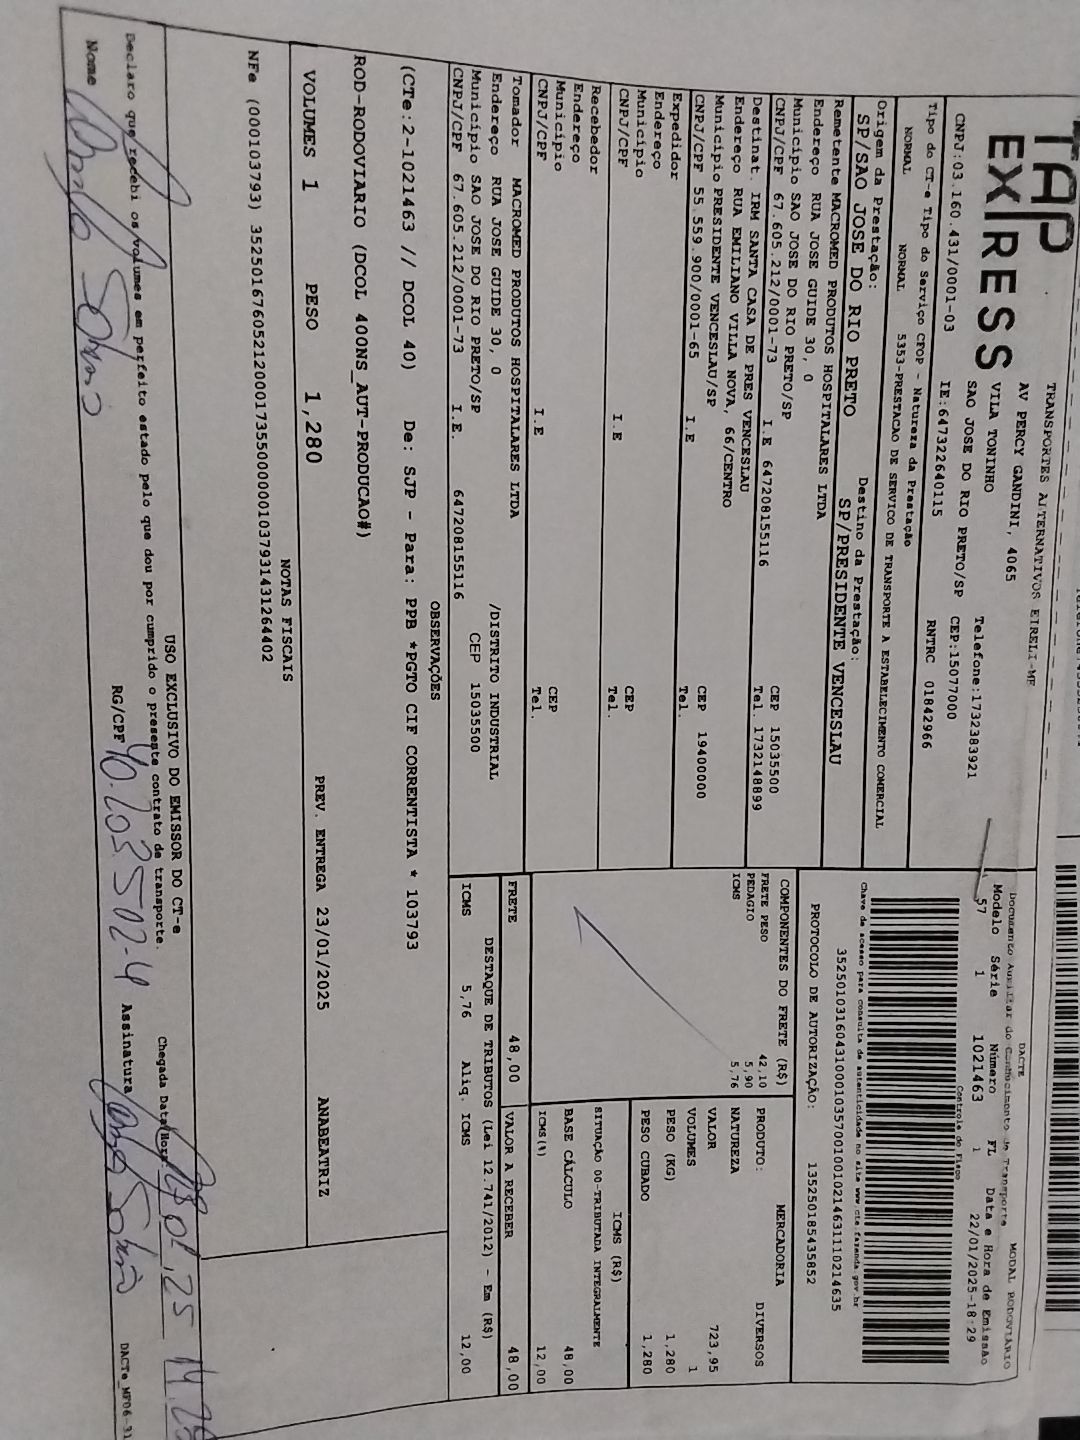 TAP
EXPRESS
TRANSPORTES ALTERNATIVOS EIRELI-ME
AV PERCY GANDINI, 4065
VILA TONINHO Telefone:1732383921
SAO JOSE DO RIO PRETO/SP CEP:15077000
CNPJ:03.160.431/0001-03 IE:647322640115 RNTRC 01842966
Tipo do CT-e Tipo do Serviço CFOP - Natureza da Prestação
NORMAL NORMAL 5353-PRESTACAO DE SERVICO DE TRANSPORTE A ESTABELECIMENTO COMERCIAL
Origem da Prestação: Destino da Prestação:
SP/SAO JOSE DO RIO PRETO SP/PRESIDENTE VENCESLAU
Remetente MACROMED PRODUTOS HOSPITALARES LTDA
Endereço RUA JOSE GUIDE 30, 0
Municipio SAO JOSE DO RIO PRETO/SP CEP 15035500
CNPJ/CPF 67.605.212/0001-73 I.E 647208155116 Tel. 1732148899
Destinat. IRM SANTA CASA DE PRES VENCESLAU
Endereço RUA EMILIANO VILLA NOVA, 66/CENTRO
Municipio PRESIDENTE VENCESLAU/SP CEP 19400000
CNPJ/CPF 55.559.900/0001-65 I.E Tel.
Expedidor
Endereço
Municipio CEP
CNPJ/CPF I.E Tel.
Recebedor
Endereço
Municipio CEP
CNPJ/CPF I.E Tel.
Tomador MACROMED PRODUTOS HOSPITALARES LTDA
Endereço RUA JOSE GUIDE 30, 0 /DISTRITO INDUSTRIAL
Municipio SAO JOSE DO RIO PRETO/SP CEP 15035500
CNPJ/CPF 67.605.212/0001-73 I.E. 647208155116
DACTE MODAL RODOVIÁRIO
Documento Auxiliar do Conhecimento de Transporte
Modelo Série Número FL Data e Hora de Emissão
57 1 1021463 1 22/01/2025-18:29
Controle do Fisco
Chave de acesso para consulta de autenticidade no site www.cte.fazenda.gov.br
35250103160431000103570010010214631110214635
PROTOCOLO DE AUTORIZAÇÃO: 135250185435852
COMPONENTES DO FRETE (R$)
FRETE PESO 42,10
PEDAGIO 5,90
ICMS 5,76
MERCADORIA
PRODUTO: DIVERSOS
NATUREZA
VALOR 723,95
VOLUMES 1
PESO (KG) 1,280
PESO CUBADO 1,280
ICMS (R$)
SITUAÇÃO 00-TRIBUTADA INTEGRALMENTE
BASE CÁLCULO 48,00
ICMS(%) 12,00
FRETE 48,00 VALOR A RECEBER 48,00
DESTAQUE DE TRIBUTOS (Lei 12.741/2012) - Em (R$)
ICMS 5,76 Aliq. ICMS 12,00
OBSERVAÇÕES
(CTe:2-1021463 // DCOL 40) De: SJP - Para: PPB *PGTO CIF CORRENTISTA * 103793
ROD-RODOVIARIO (DCOL 40ONS_AUT-PRODUCAO#)
VOLUMES 1 PESO 1,280 PREV. ENTREGA 23/01/2025 ANABEATRIZ
NOTAS FISCAIS
NFe (000103793) 35250167605212000173550000001037931431264402
USO EXCLUSIVO DO EMISSOR DO CT-e
Declaro que recebi os volumes em perfeito estado pelo que dou por cumprido o presente contrato de transporte. Chegada Data/Hora
Nome RG/CPF 40.203.502-4 Assinatura
DACTe_MF06-31